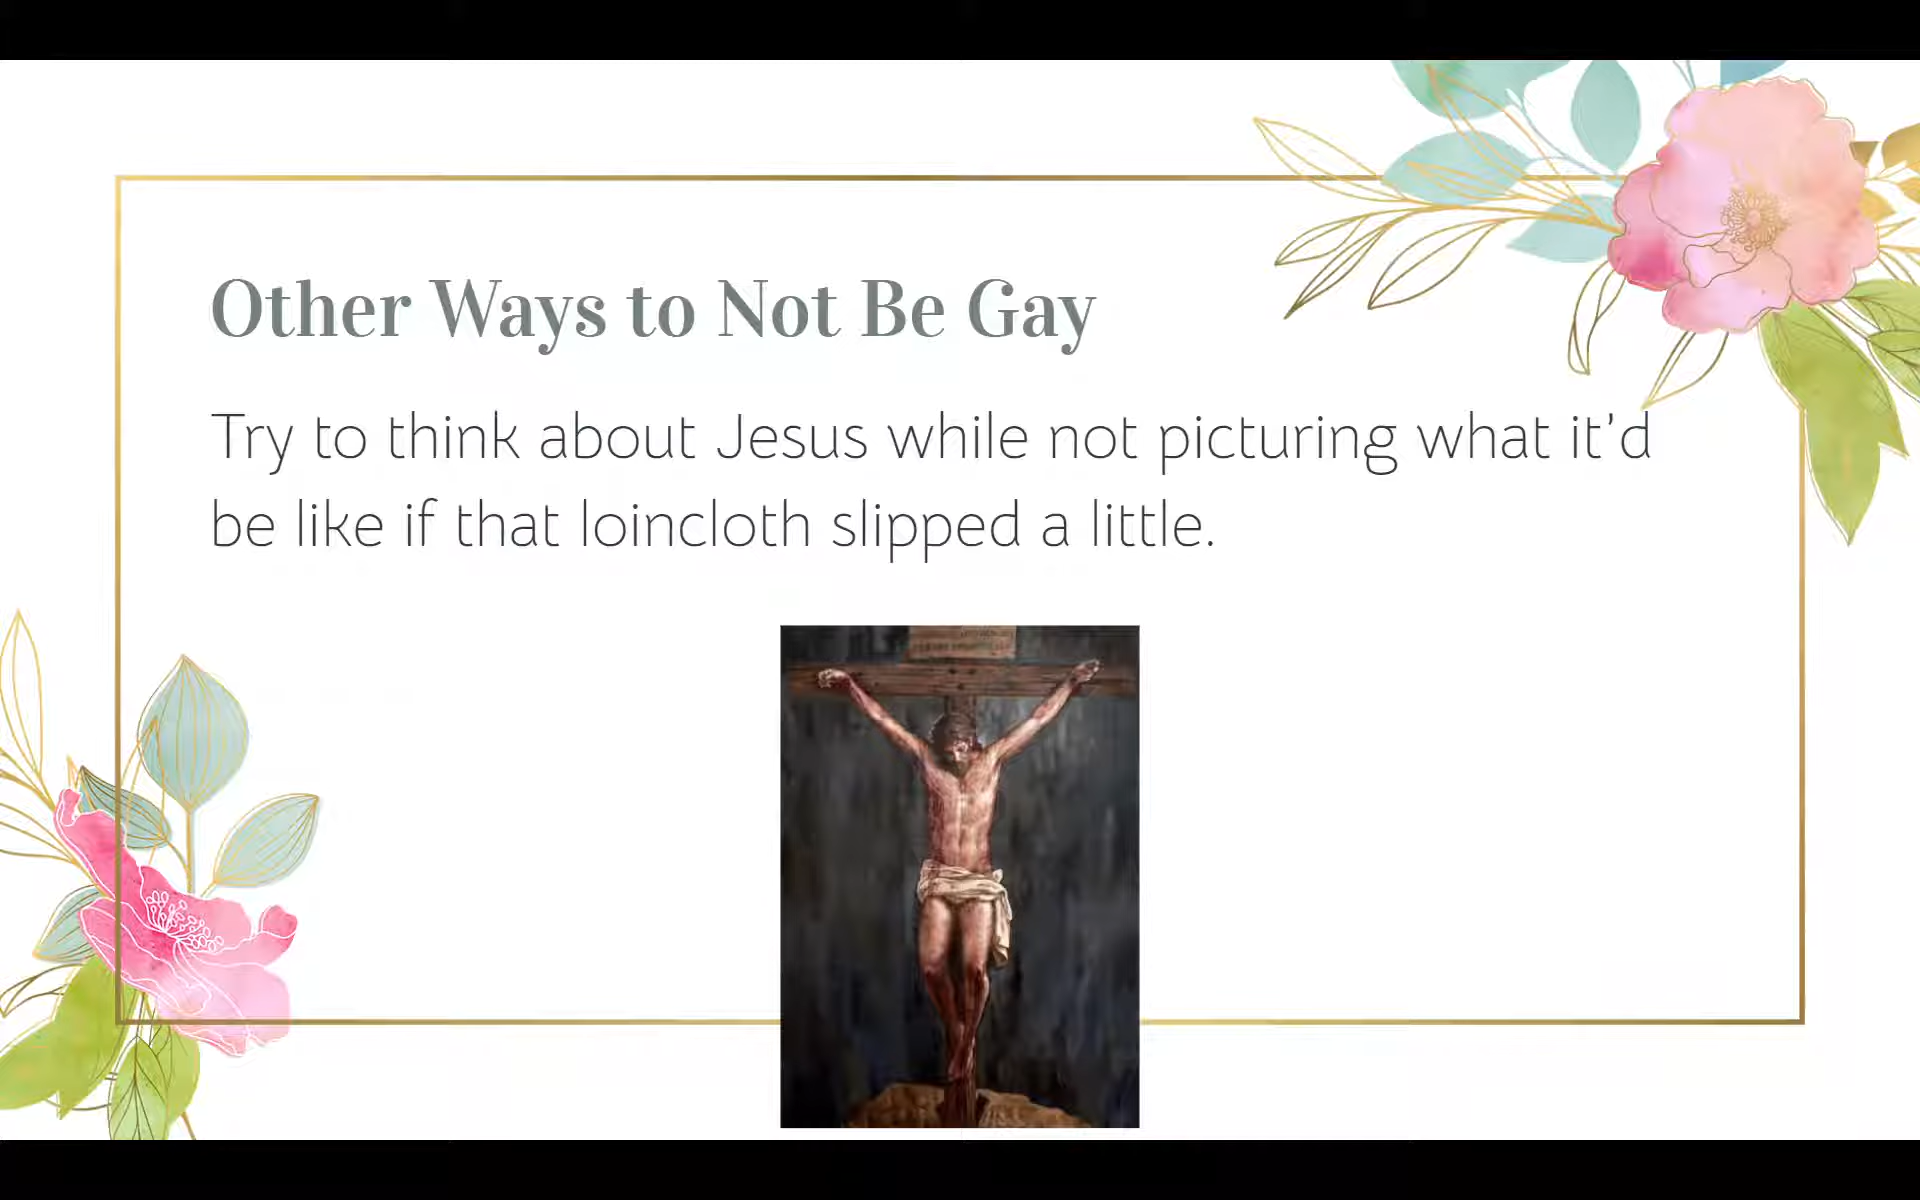 Other Ways to Not Be Gay
Try to think about Jesus while not picturing what it’d
be like if that loincloth slipped a little.